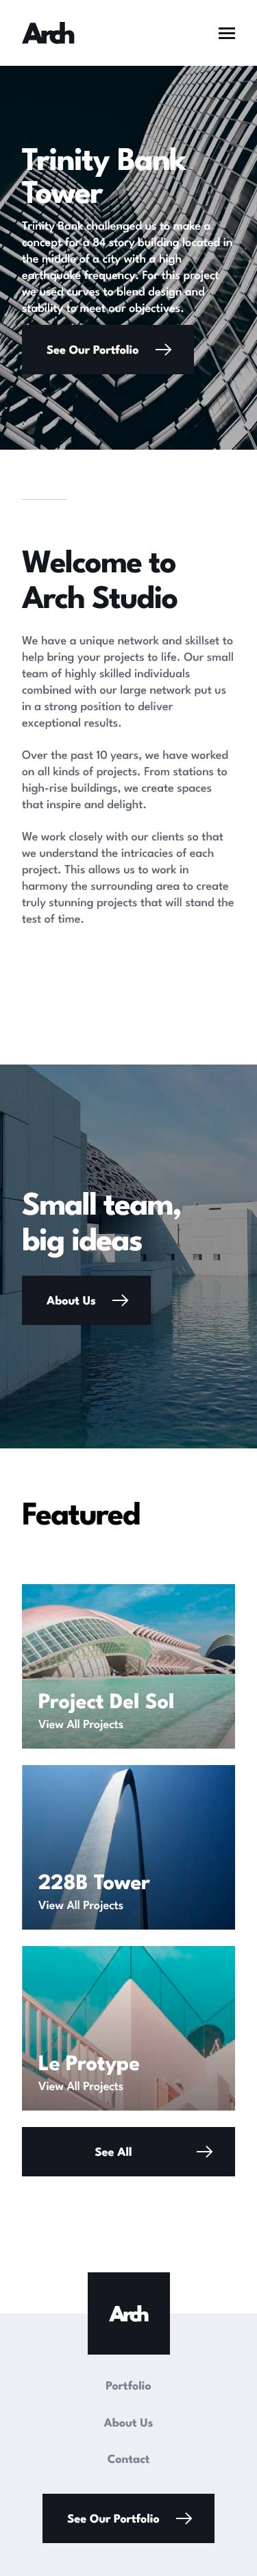 Arch
Trinity Bank
Tower
Trinity Bank challenged us to make a
concept for a 84 story building located in
the middle of a city with a high
earthquake frequency. For this project
we used curves to blend design and
stability to meet our objectives.
See Our Portfolio
Welcome to
Arch Studio
We have a unique network and skillset to
help bring your projects to life. Our small
team of highly skilled individuals
combined with our large network put us
in a strong position to deliver
exceptional results.
Over the past 10 years, we have worked
on all kinds of projects. From stations to
high-rise buildings, we create spaces
that inspire and delight.
We work closely with our clients so that
we understand the intricacies of each
project. This allows us to work in
harmony the surrounding area to create
truly stunning projects that will stand the
test of time.
Small team,
big ideas
About Us
Featured
Project Del Sol
View All Projects
228B Tower
View All Projects
Le Protype
View All Projects
See All
Arch
Portfolio
About Us
Contact
See Our Portfolio